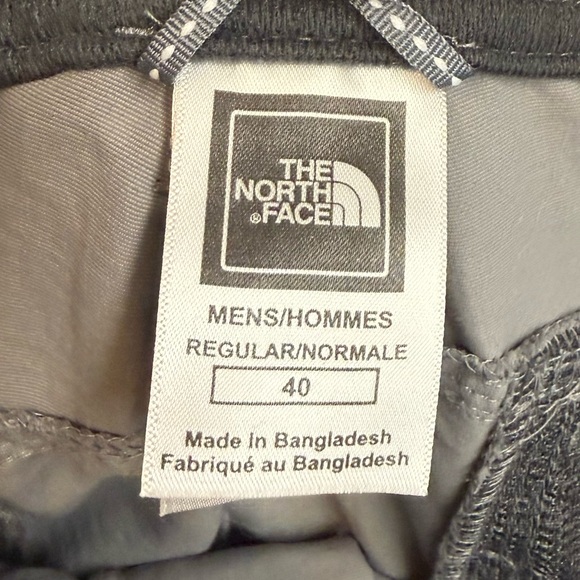 THE
NORTH
®FACE
MENS/HOMMES
REGULAR/NORMALE
40
Made in Bangladesh
Fabriqué au Bangladesh